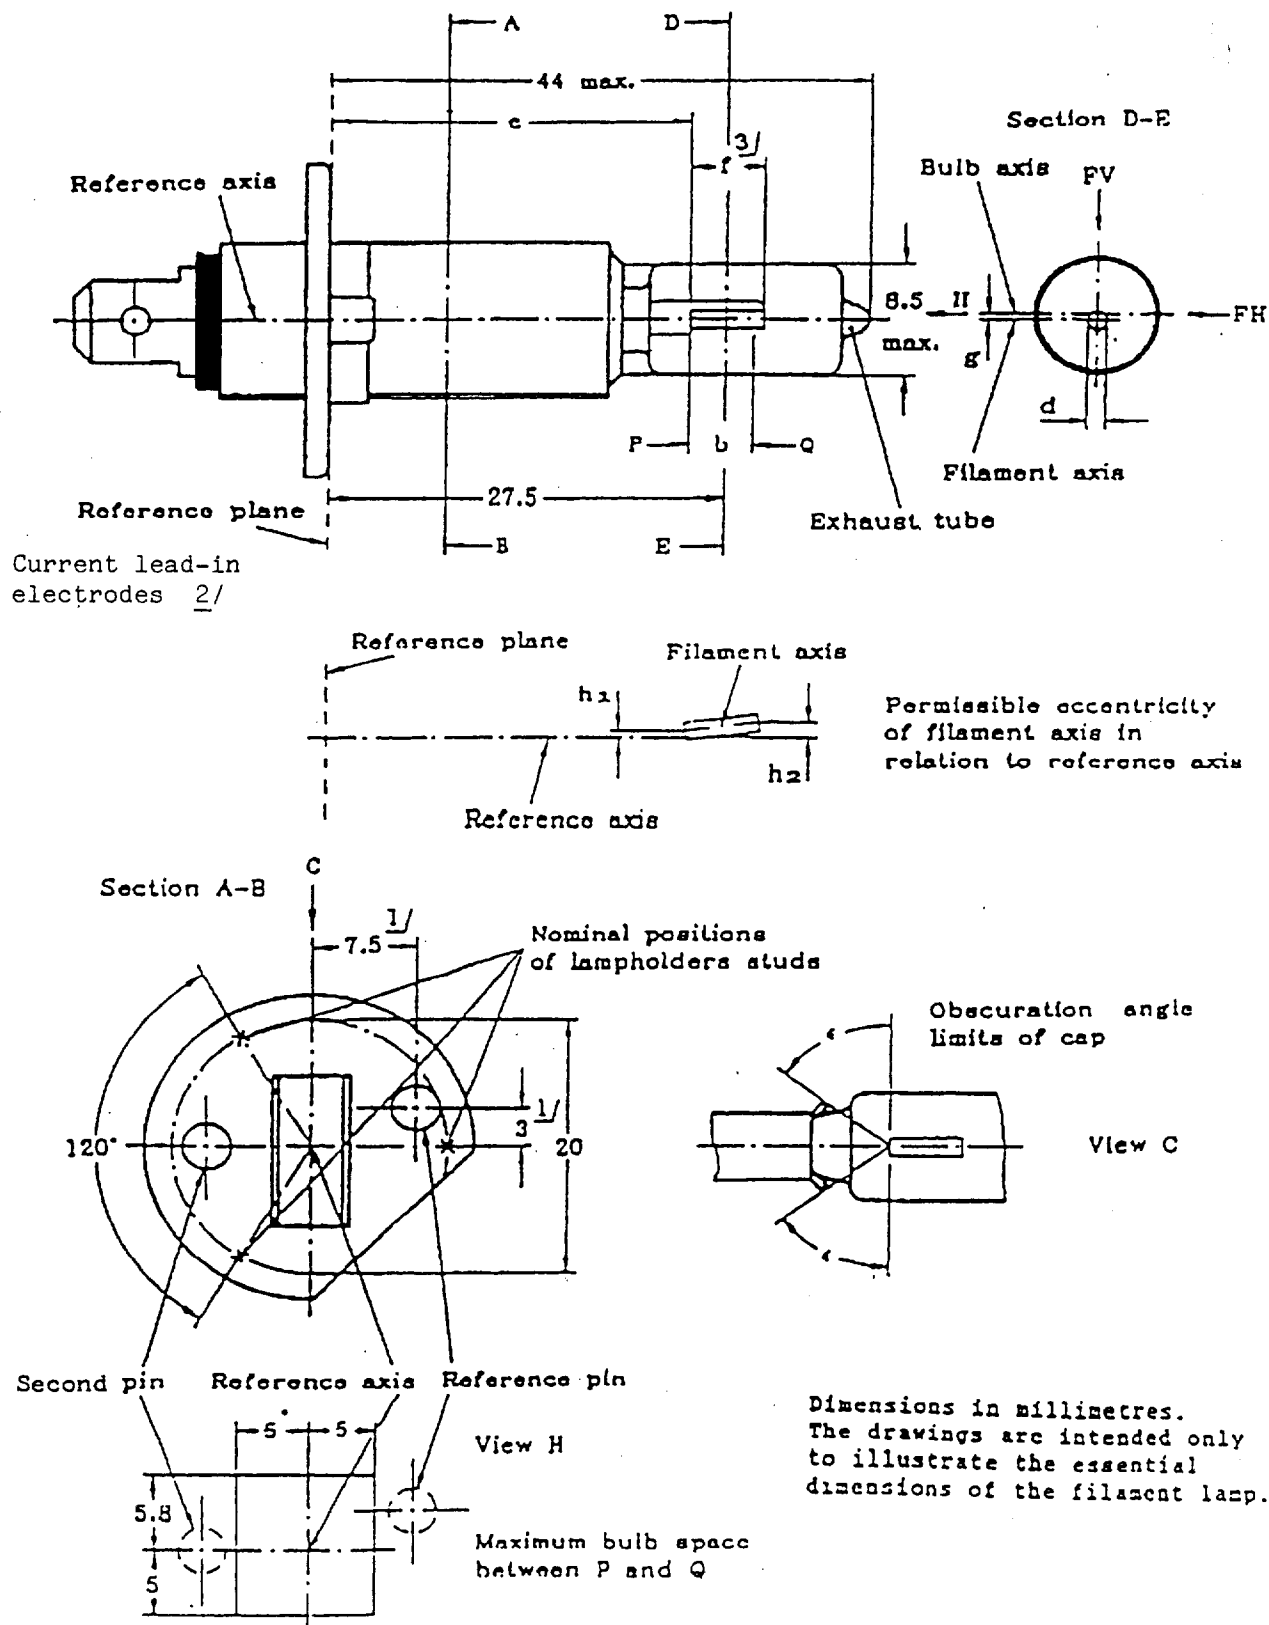 A
D
44 max.
e
3/
f
Section D-E
Reference axis
Bulb axis
FV
8.5
max.
H
g
FH
d
P
b
Q
Filament axis
27.5
Reference plane
Exhaust tube
B
E
Current lead-in
electrodes 2/
Reference plane
Filament axis
h1
h2
Permissible eccentricity
of filament axis in
relation to reference axis
Reference axis
C
Section A-B
1/
7.5
Nominal positions
of lampholders studs
Obscuration angle
limits of cap
120°
3 1/
20
View C
Second pin
Reference axis
Reference pin
5
5
View H
5.8
5
Maximum bulb space
between P and Q
Dimensions in millimetres.
The drawings are intended only
to illustrate the essential
dimensions of the filament lamp.